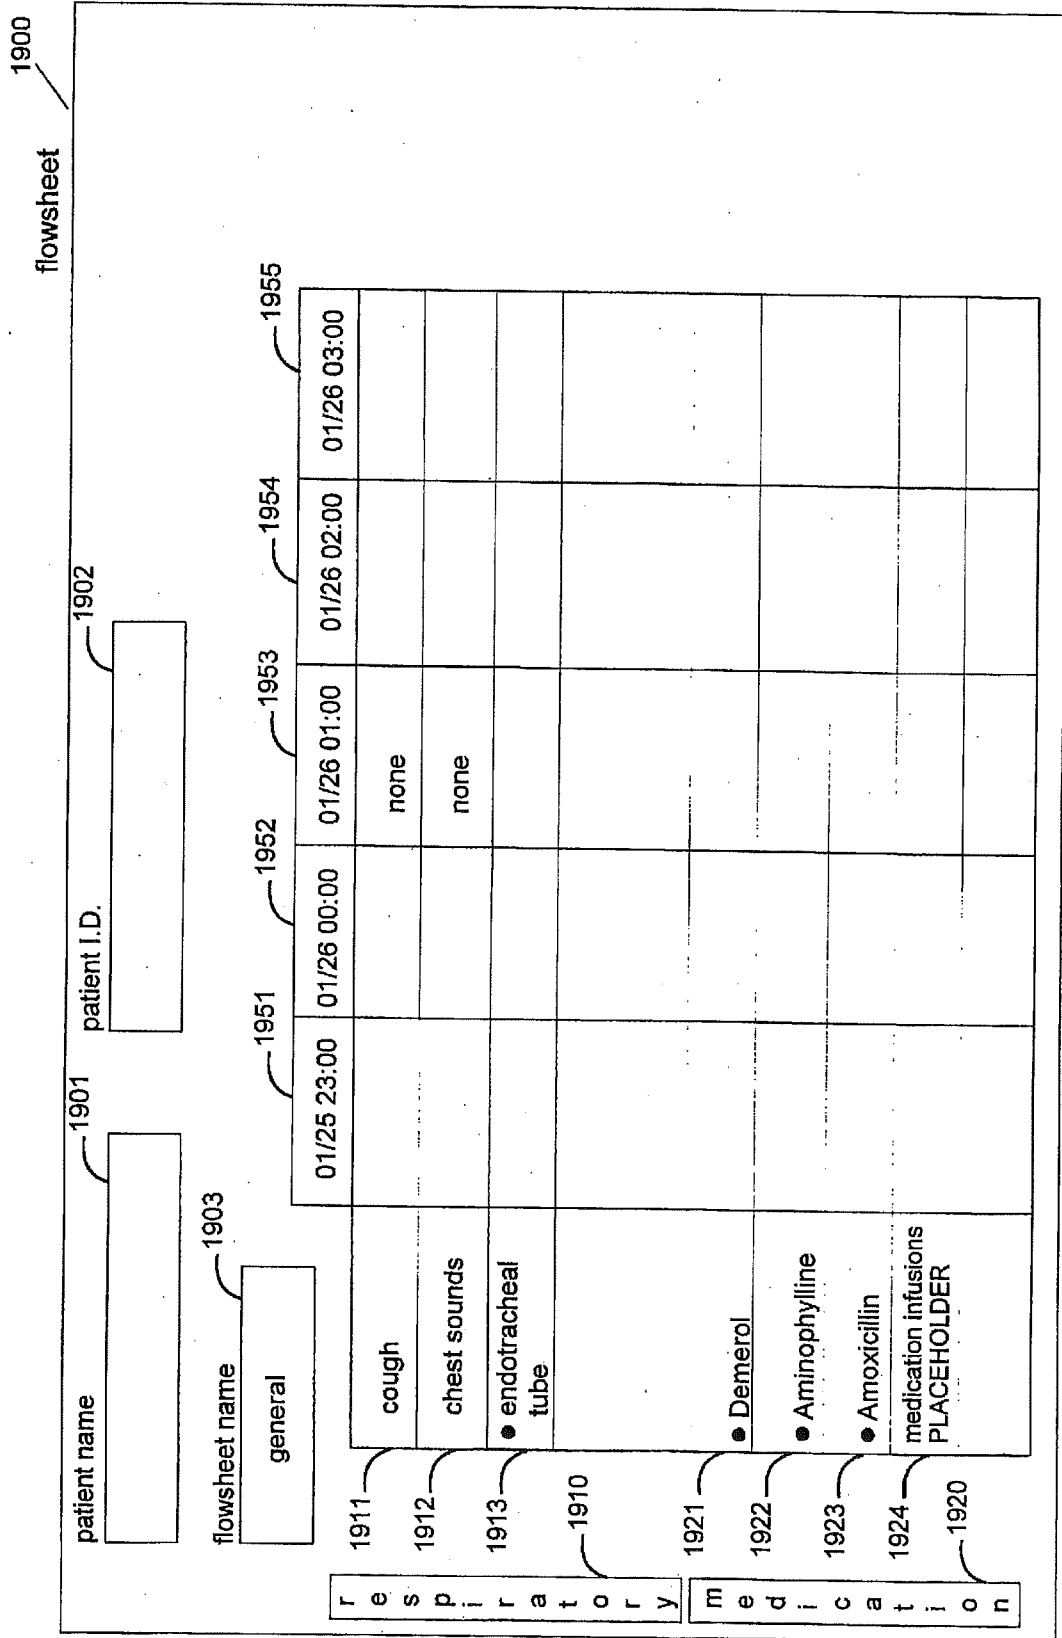 flowsheet
1900
patient name
1901
patient I.D.
1902
flowsheet name
1903
general
1951
1952
1953
1954
1955
01/25 23:00
01/26 00:00
01/26 01:00
01/26 02:00
01/26 03:00
respiratory
1910
1911
cough
none
1912
chest sounds
none
1913
● endotracheal
tube
medication
1920
1921
● Demerol
1922
● Aminophylline
1923
● Amoxicillin
1924
medication infusions
PLACEHOLDER